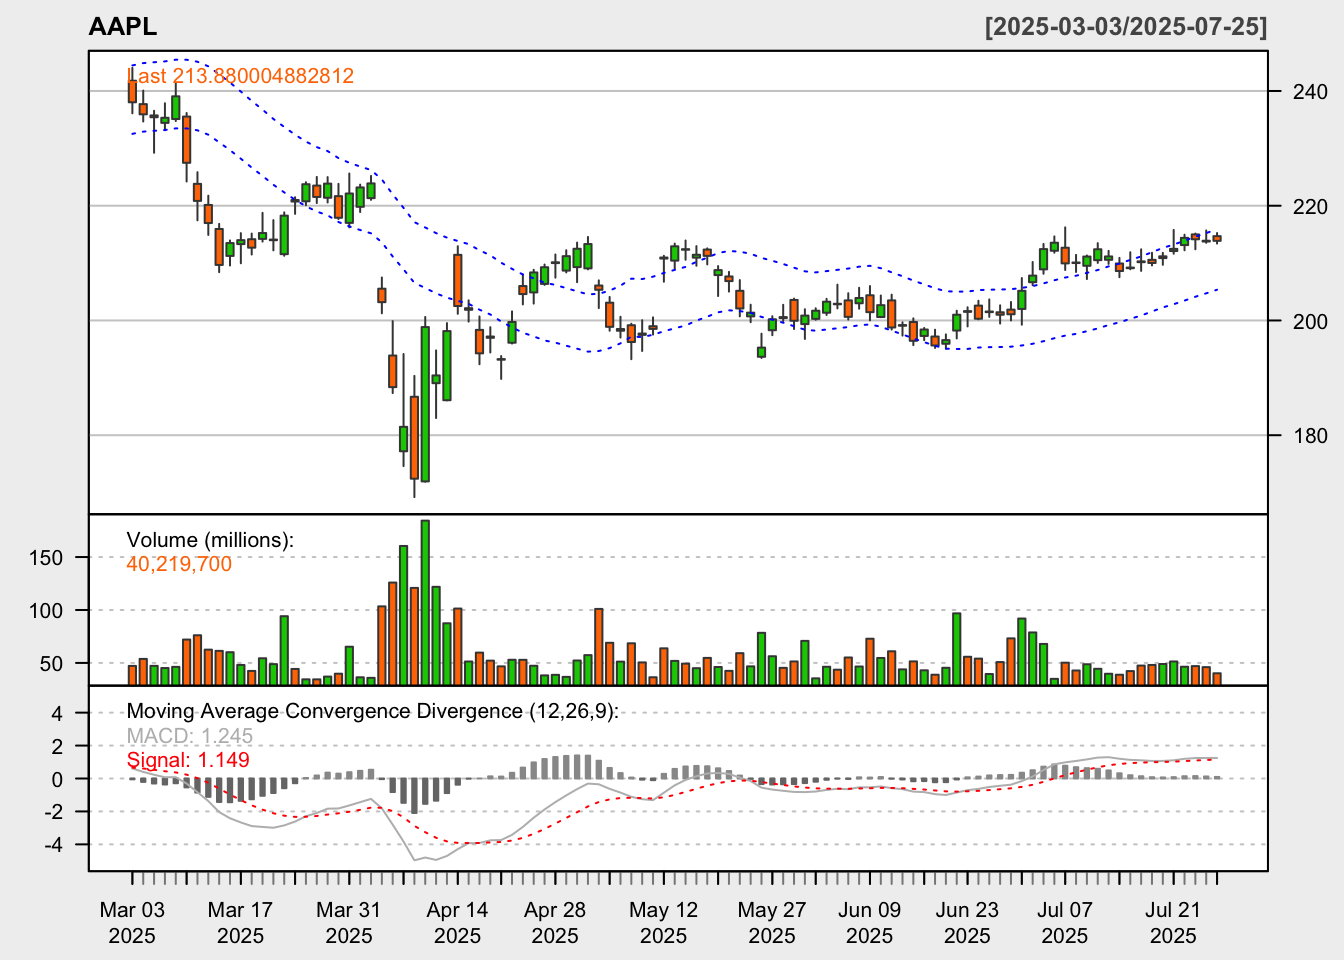 AAPL [2025-03-03/2025-07-25]
Last 213.880004882812
240
220
200
180
Volume (millions):
40,219,700
150
100
50
Moving Average Convergence Divergence (12,26,9):
MACD: 1.245
Signal: 1.149
4
2
0
-2
-4
Mar 03 Mar 17 Mar 31 Apr 14 Apr 28 May 12 May 27 Jun 09 Jun 23 Jul 07 Jul 21
2025 2025 2025 2025 2025 2025 2025 2025 2025 2025 2025